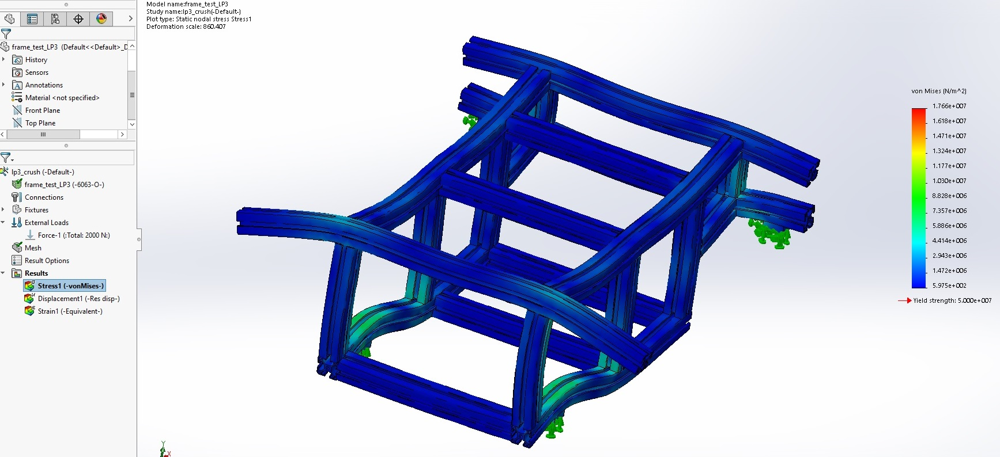 Model name:frame_test_LP3
Study name:lp3_crush(-Default-)
Plot type: Static nodal stress Stress1
Deformation scale: 860.407
frame_test_LP3 (Default<<Default>_D
History
Sensors
Annotations
Material <not specified>
Front Plane
Top Plane
lp3_crush (-Default-)
frame_test_LP3 (-6063-O-)
Connections
Fixtures
External Loads
Force-1 (:Total: 2000 N:)
Mesh
Result Options
Results
Stress1 (-vonMises-)
Displacement1 (-Res disp-)
Strain1 (-Equivalent-)
von Mises (N/m^2)
1.766e+007
1.618e+007
1.471e+007
1.324e+007
1.177e+007
1.030e+007
8.828e+006
7.357e+006
5.886e+006
4.414e+006
2.943e+006
1.472e+006
5.975e+002
Yield strength: 5.000e+007
Y
X